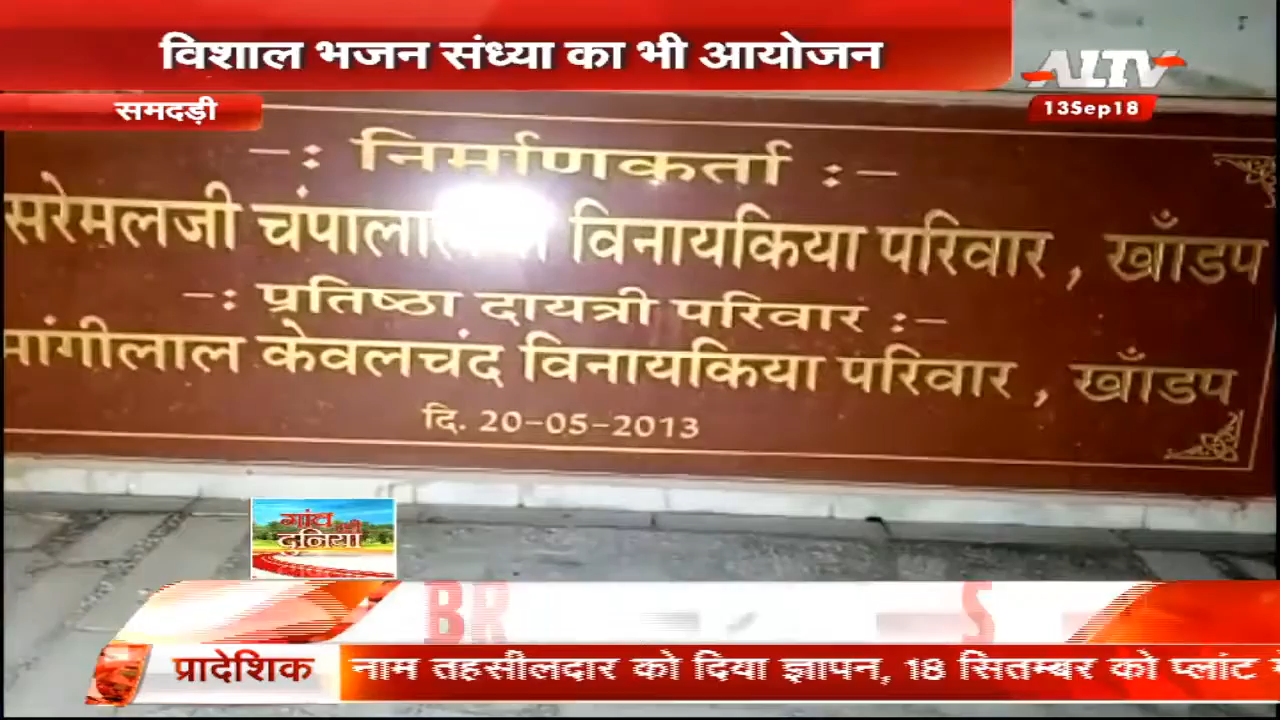 विशाल भजन संध्या का भी आयोजन
ALTV
13Sep18
समदड़ी
-: निर्माणकर्ता :-
सरेमलजी विनायकिया परिवार , खाँडप
-: प्रतिष्ठा दायत्री परिवार :-
मांगीलाल केवलचंद विनायकिया परिवार , खाँडप
दि. 20-05-2013
गांव
दुनिया
प्रादेशिक
नाम तहसीलदार को दिया ज्ञापन, 18 सितम्बर को प्लांट